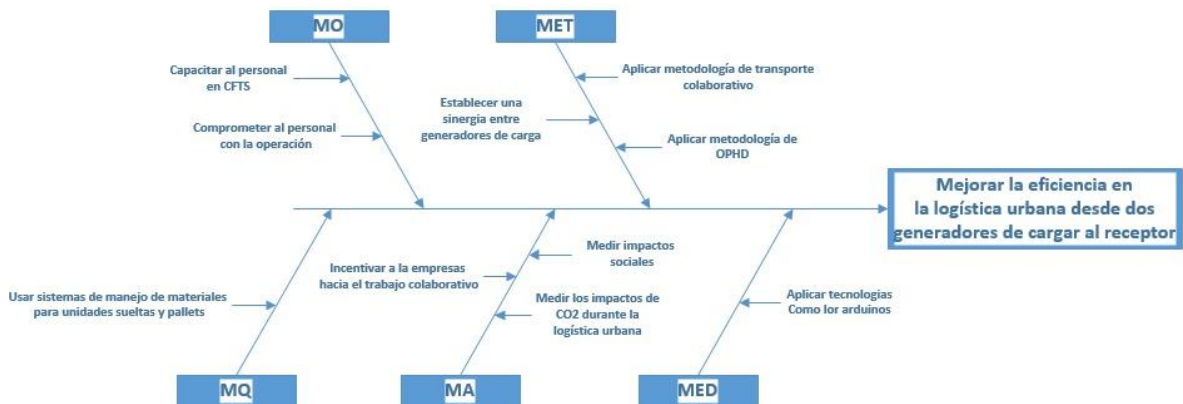 MO
MET
Capacitar al personal
en CFTS
Comprometer al personal
con la operación
Aplicar metodología de transporte
colaborativo
Establecer una
sinergia entre
generadores de carga
Aplicar metodología de
OPHD
Mejorar la eficiencia en
la logística urbana desde dos
generadores de cargar al receptor
Usar sistemas de manejo de materiales
para unidades sueltas y pallets
Incentivar a la empresas
hacia el trabajo colaborativo
Medir impactos
sociales
Medir los impactos de
CO2 durante la
logística urbana
Aplicar tecnologias
Como lor arduinos
MQ
MA
MED